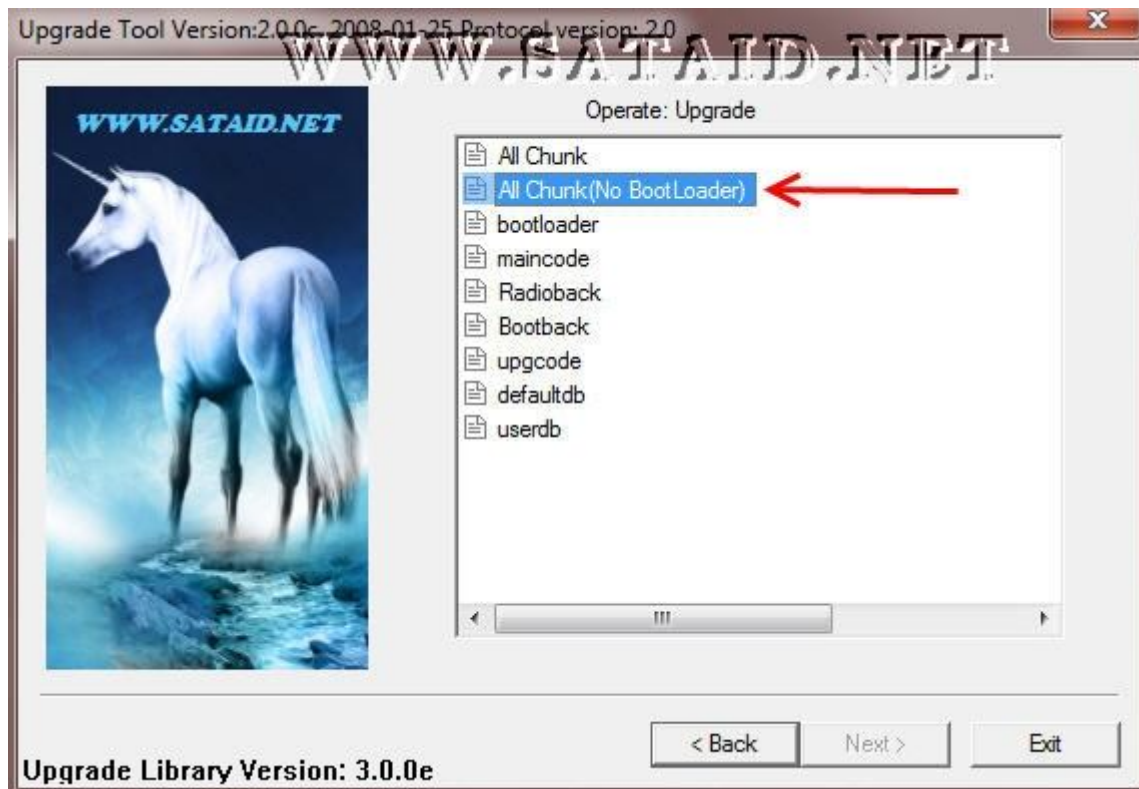 Upgrade Tool Version:2.0.0c, 2008-01-25 Protocol version: 2.0
WWW.SATAID.NET
WWW.SATAID.NET
Operate: Upgrade
All Chunk
All Chunk(No BootLoader)
bootloader
maincode
Radioback
Bootback
upgcode
defaultdb
userdb
< Back
Next >
Exit
Upgrade Library Version: 3.0.0e